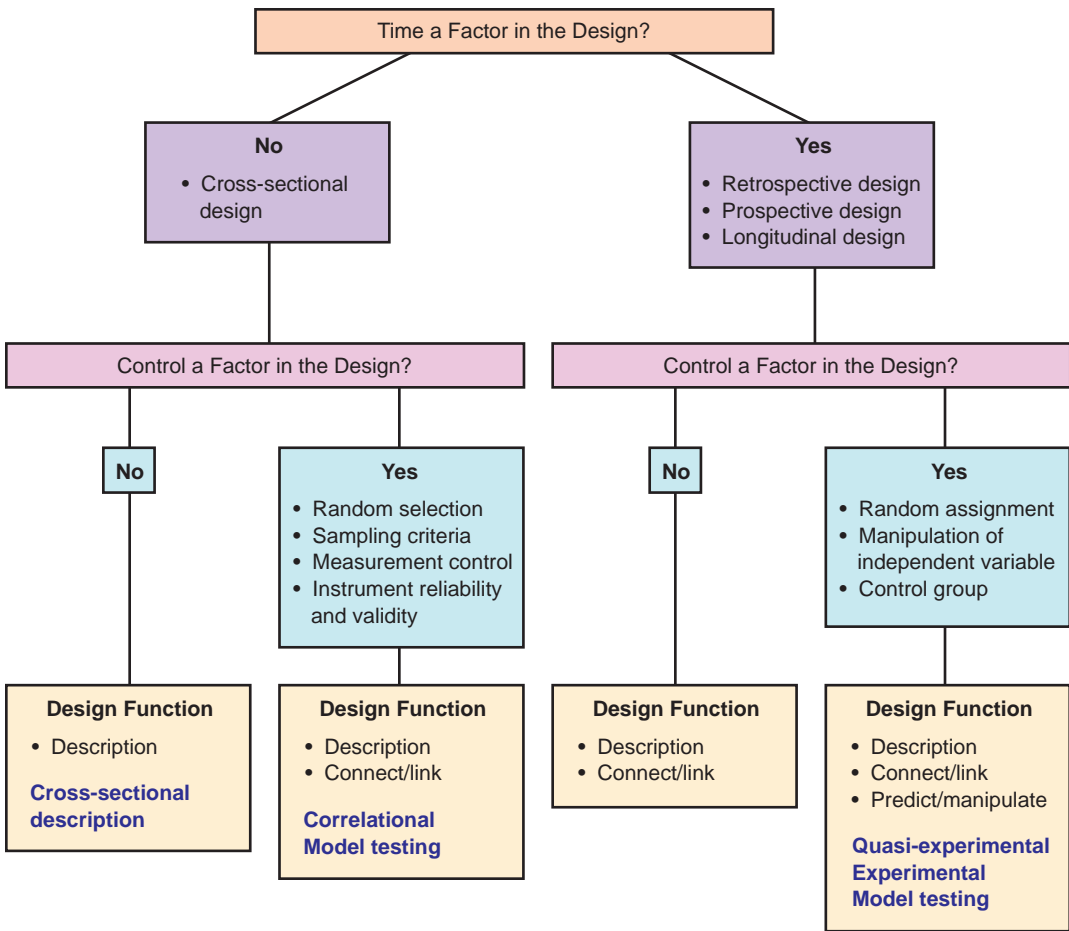 Time a Factor in the Design?
No
• Cross-sectional
design
Yes
• Retrospective design
• Prospective design
• Longitudinal design
Control a Factor in the Design?
Control a Factor in the Design?
No
Yes
• Random selection
• Sampling criteria
• Measurement control
• Instrument reliability
and validity
No
Yes
• Random assignment
• Manipulation of
independent variable
• Control group
Design Function
• Description
Cross-sectional
description
Design Function
• Description
• Connect/link
Correlational
Model testing
Design Function
• Description
• Connect/link
Design Function
• Description
• Connect/link
• Predict/manipulate
Quasi-experimental
Experimental
Model testing